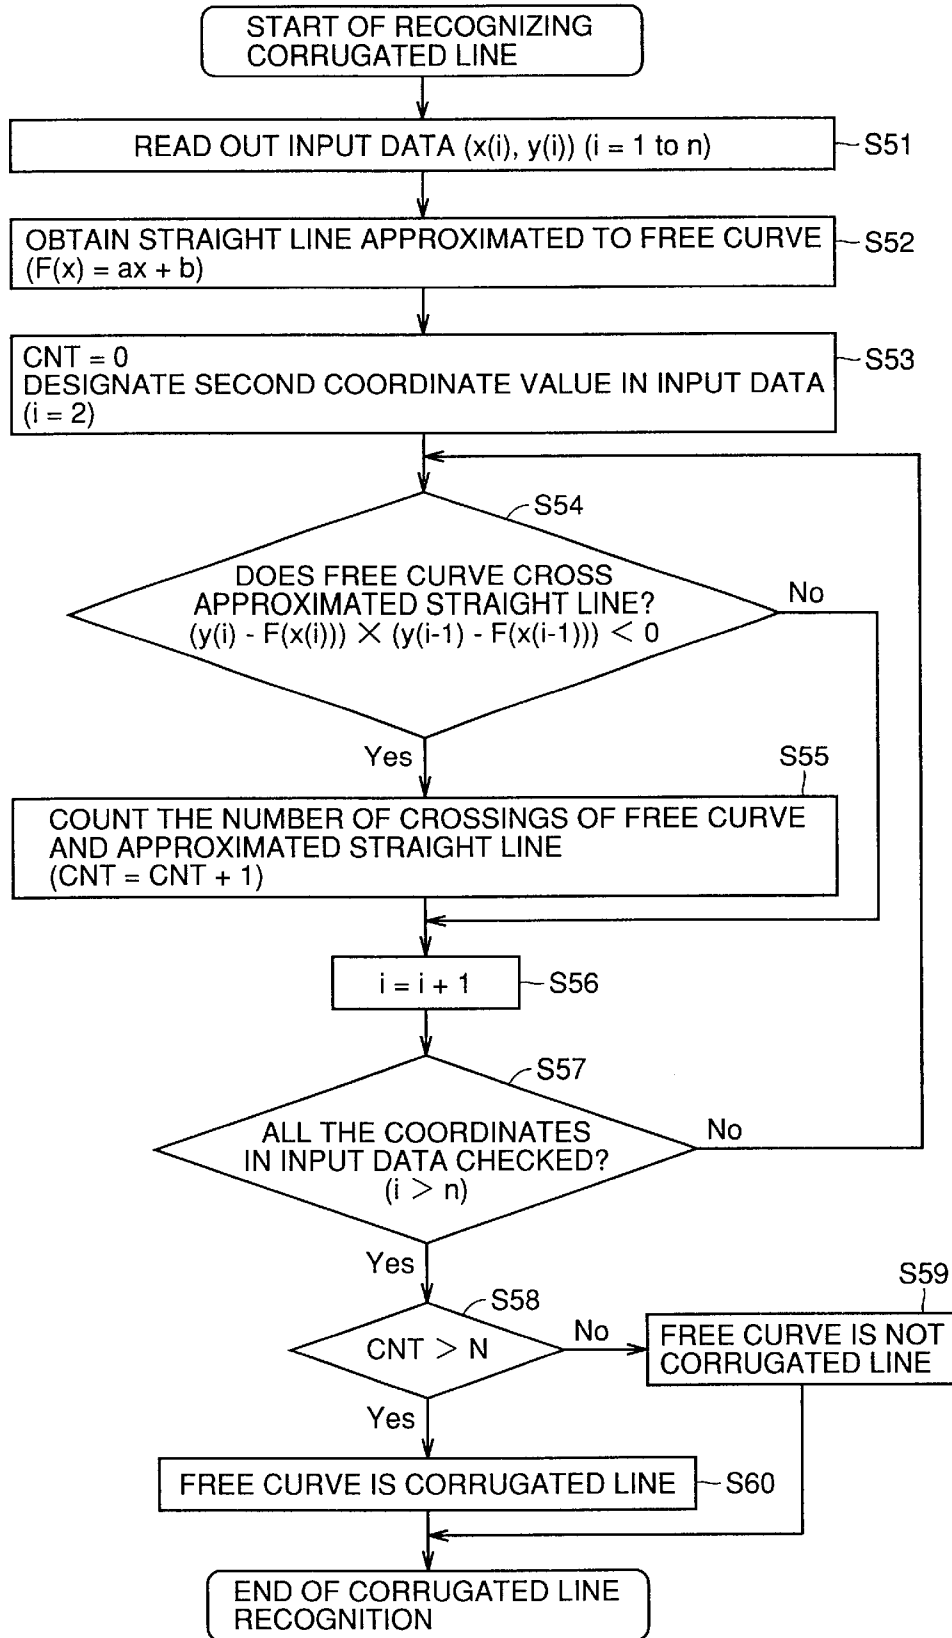 START OF RECOGNIZING
CORRUGATED LINE
READ OUT INPUT DATA (x(i), y(i)) (i = 1 to n)
S51
OBTAIN STRAIGHT LINE APPROXIMATED TO FREE CURVE
(F(x) = ax + b)
S52
CNT = 0
DESIGNATE SECOND COORDINATE VALUE IN INPUT DATA
(i = 2)
S53
S54
DOES FREE CURVE CROSS
APPROXIMATED STRAIGHT LINE?
(y(i) - F(x(i))) × (y(i-1) - F(x(i-1))) < 0
No
Yes
S55
COUNT THE NUMBER OF CROSSINGS OF FREE CURVE
AND APPROXIMATED STRAIGHT LINE
(CNT = CNT + 1)
i = i + 1
S56
S57
ALL THE COORDINATES
IN INPUT DATA CHECKED?
(i > n)
No
Yes
S58
CNT > N
No
S59
FREE CURVE IS NOT
CORRUGATED LINE
Yes
FREE CURVE IS CORRUGATED LINE
S60
END OF CORRUGATED LINE
RECOGNITION